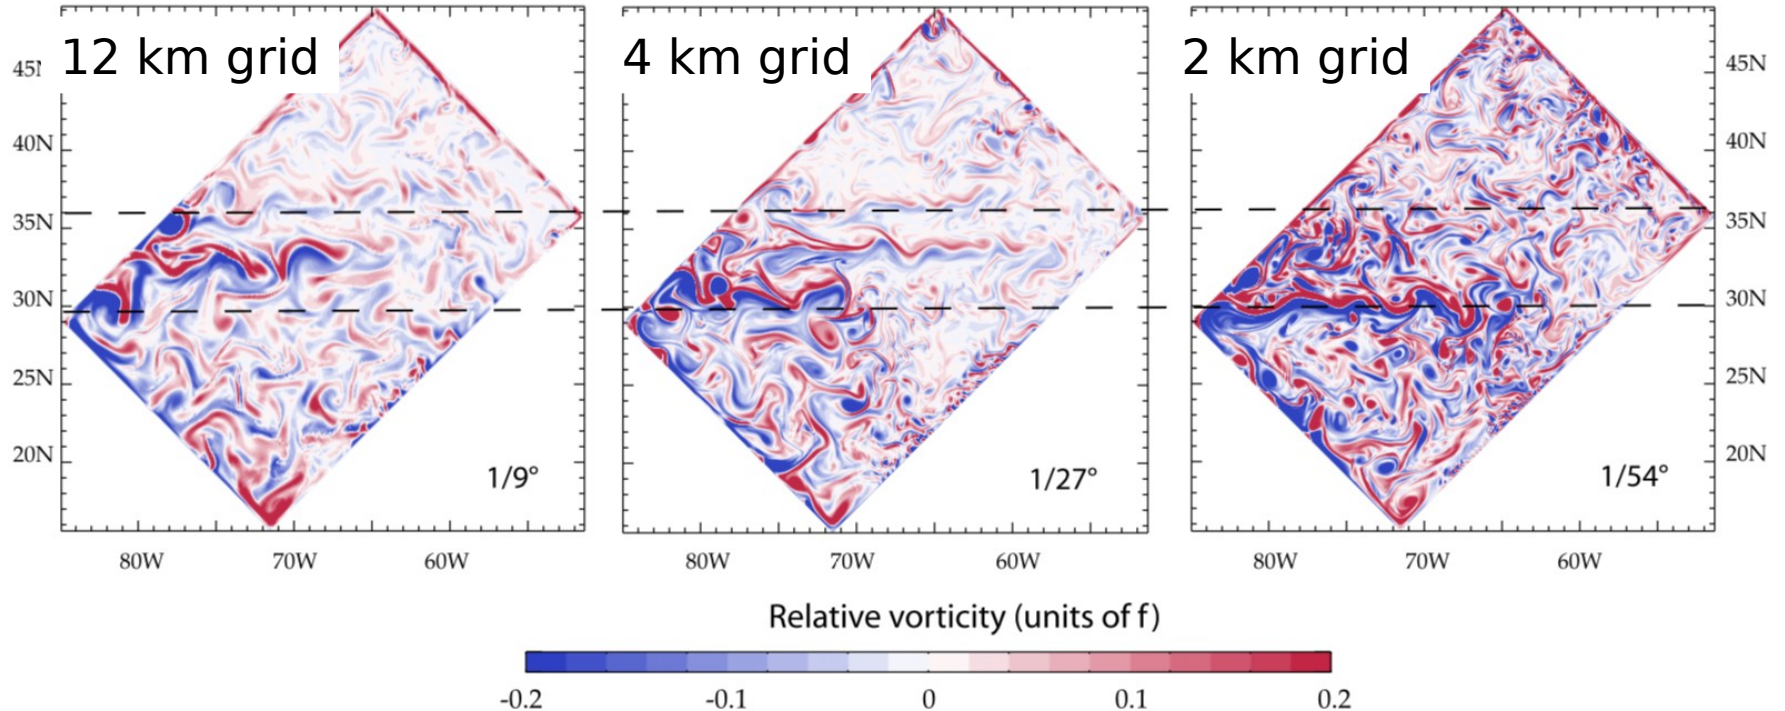 12 km grid
4 km grid
2 km grid
45N
40N
35N
30N
25N
20N
45N
40N
35N
30N
25N
20N
1/9°
1/27°
1/54°
80W 70W 60W
80W 70W 60W
80W 70W 60W
Relative vorticity (units of f)
-0.2 -0.1 0 0.1 0.2